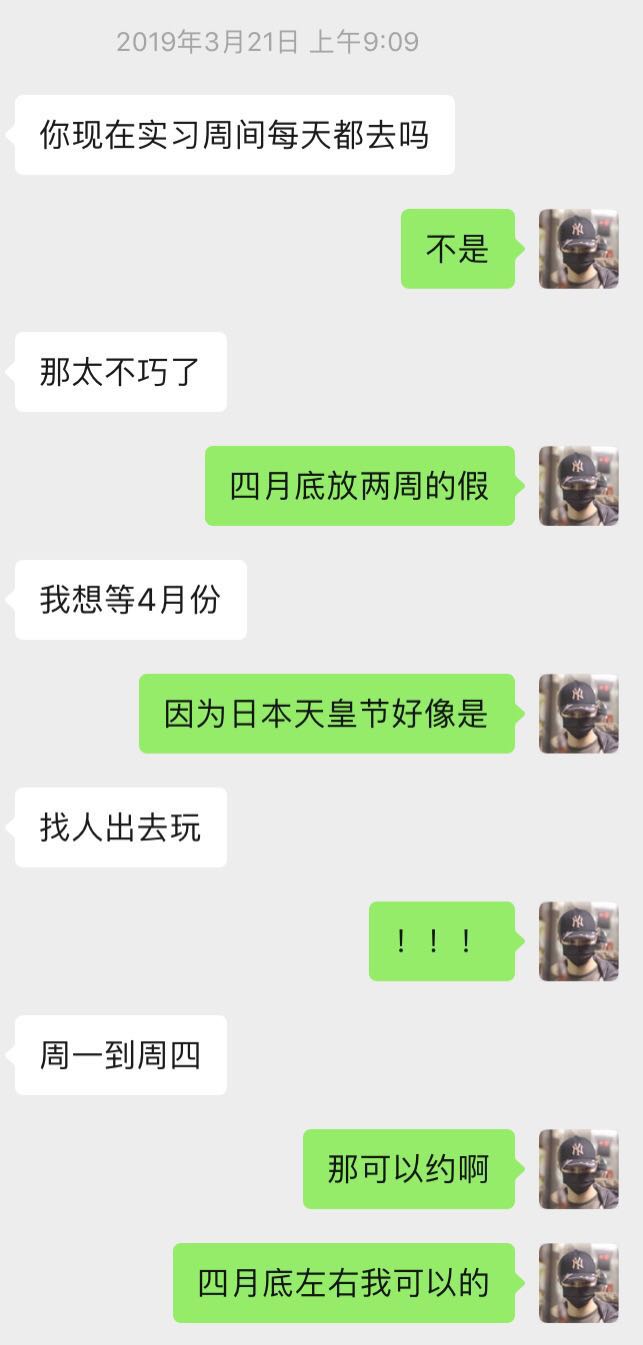 2019年3月21日 上午9:09
你现在实习周间每天都去吗
不是
那太不巧了
四月底放两周的假
我想等4月份
因为日本天皇节好像是
找人出去玩
！！！
周一到周四
那可以约啊
四月底左右我可以的